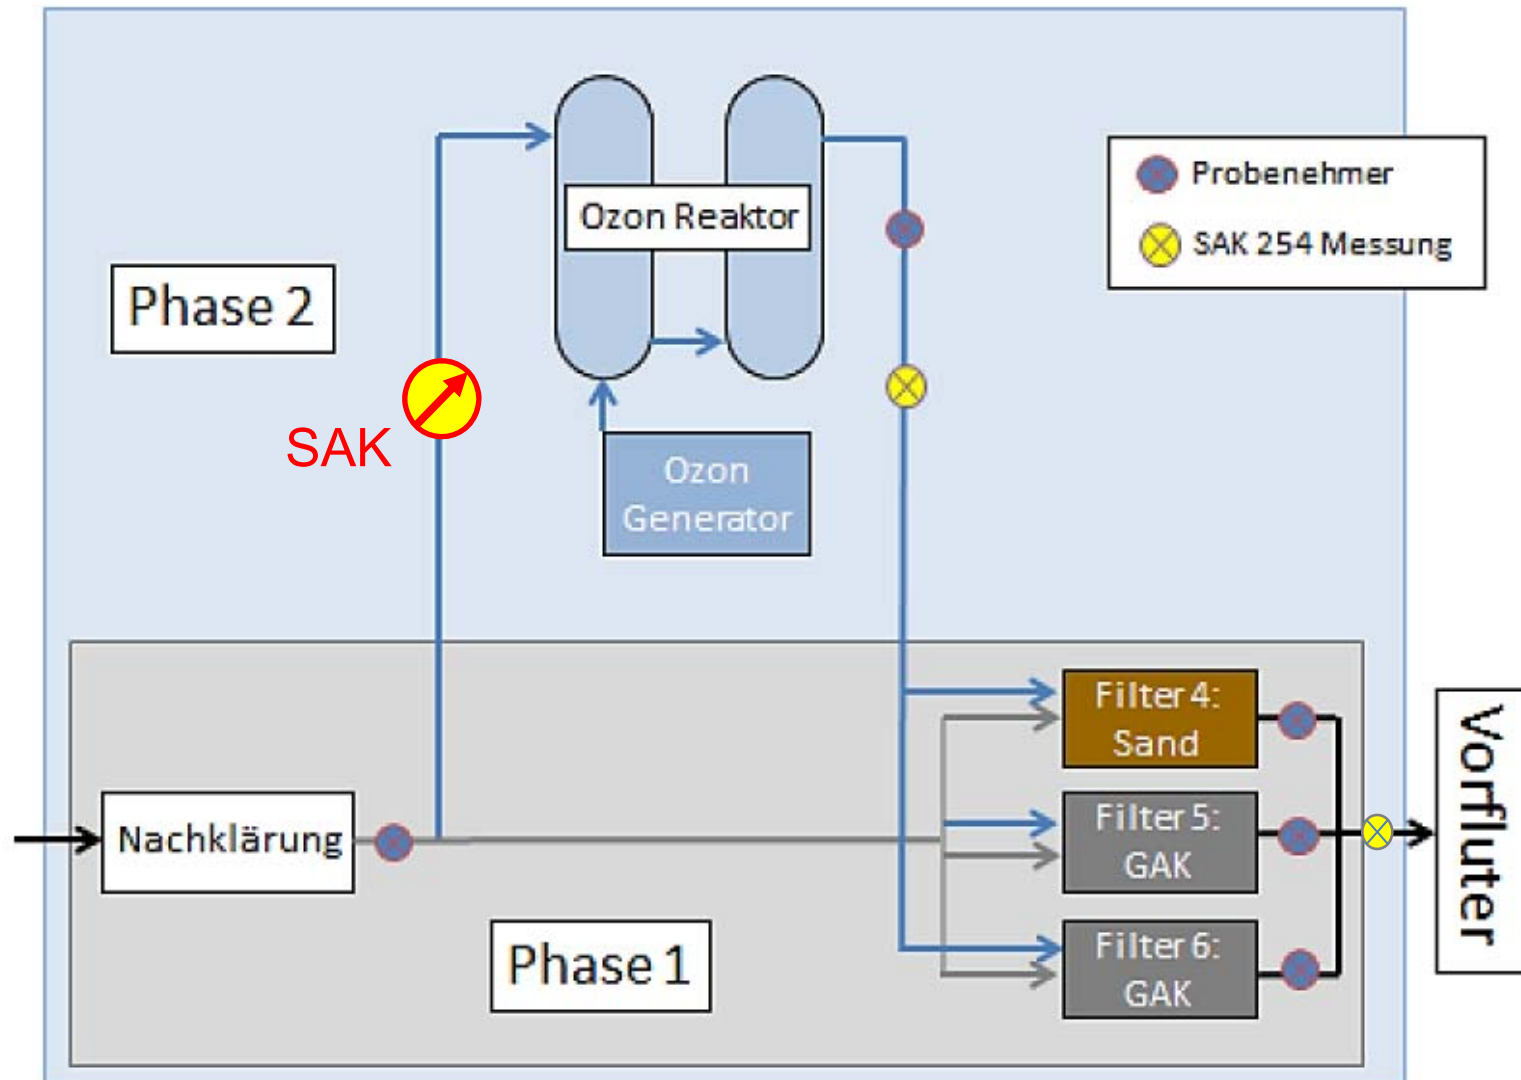 Probenehmer
SAK 254 Messung
Ozon Reaktor
Phase 2
SAK
Ozon
Generator
Filter 4:
Sand
Nachklärung
Filter 5:
GAK
Vorfluter
Phase 1
Filter 6:
GAK